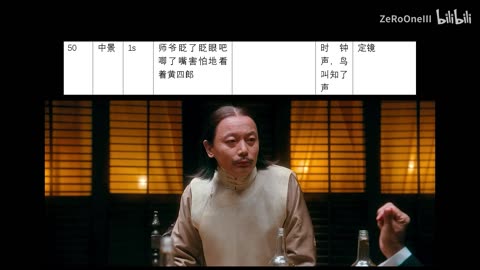 ZeRoOneIII bilibili
50 中景 1s 师爷眨了眨眼吧 时钟 定镜
唧了嘴害怕地看 声，鸟
着黄四郎 叫知了
声